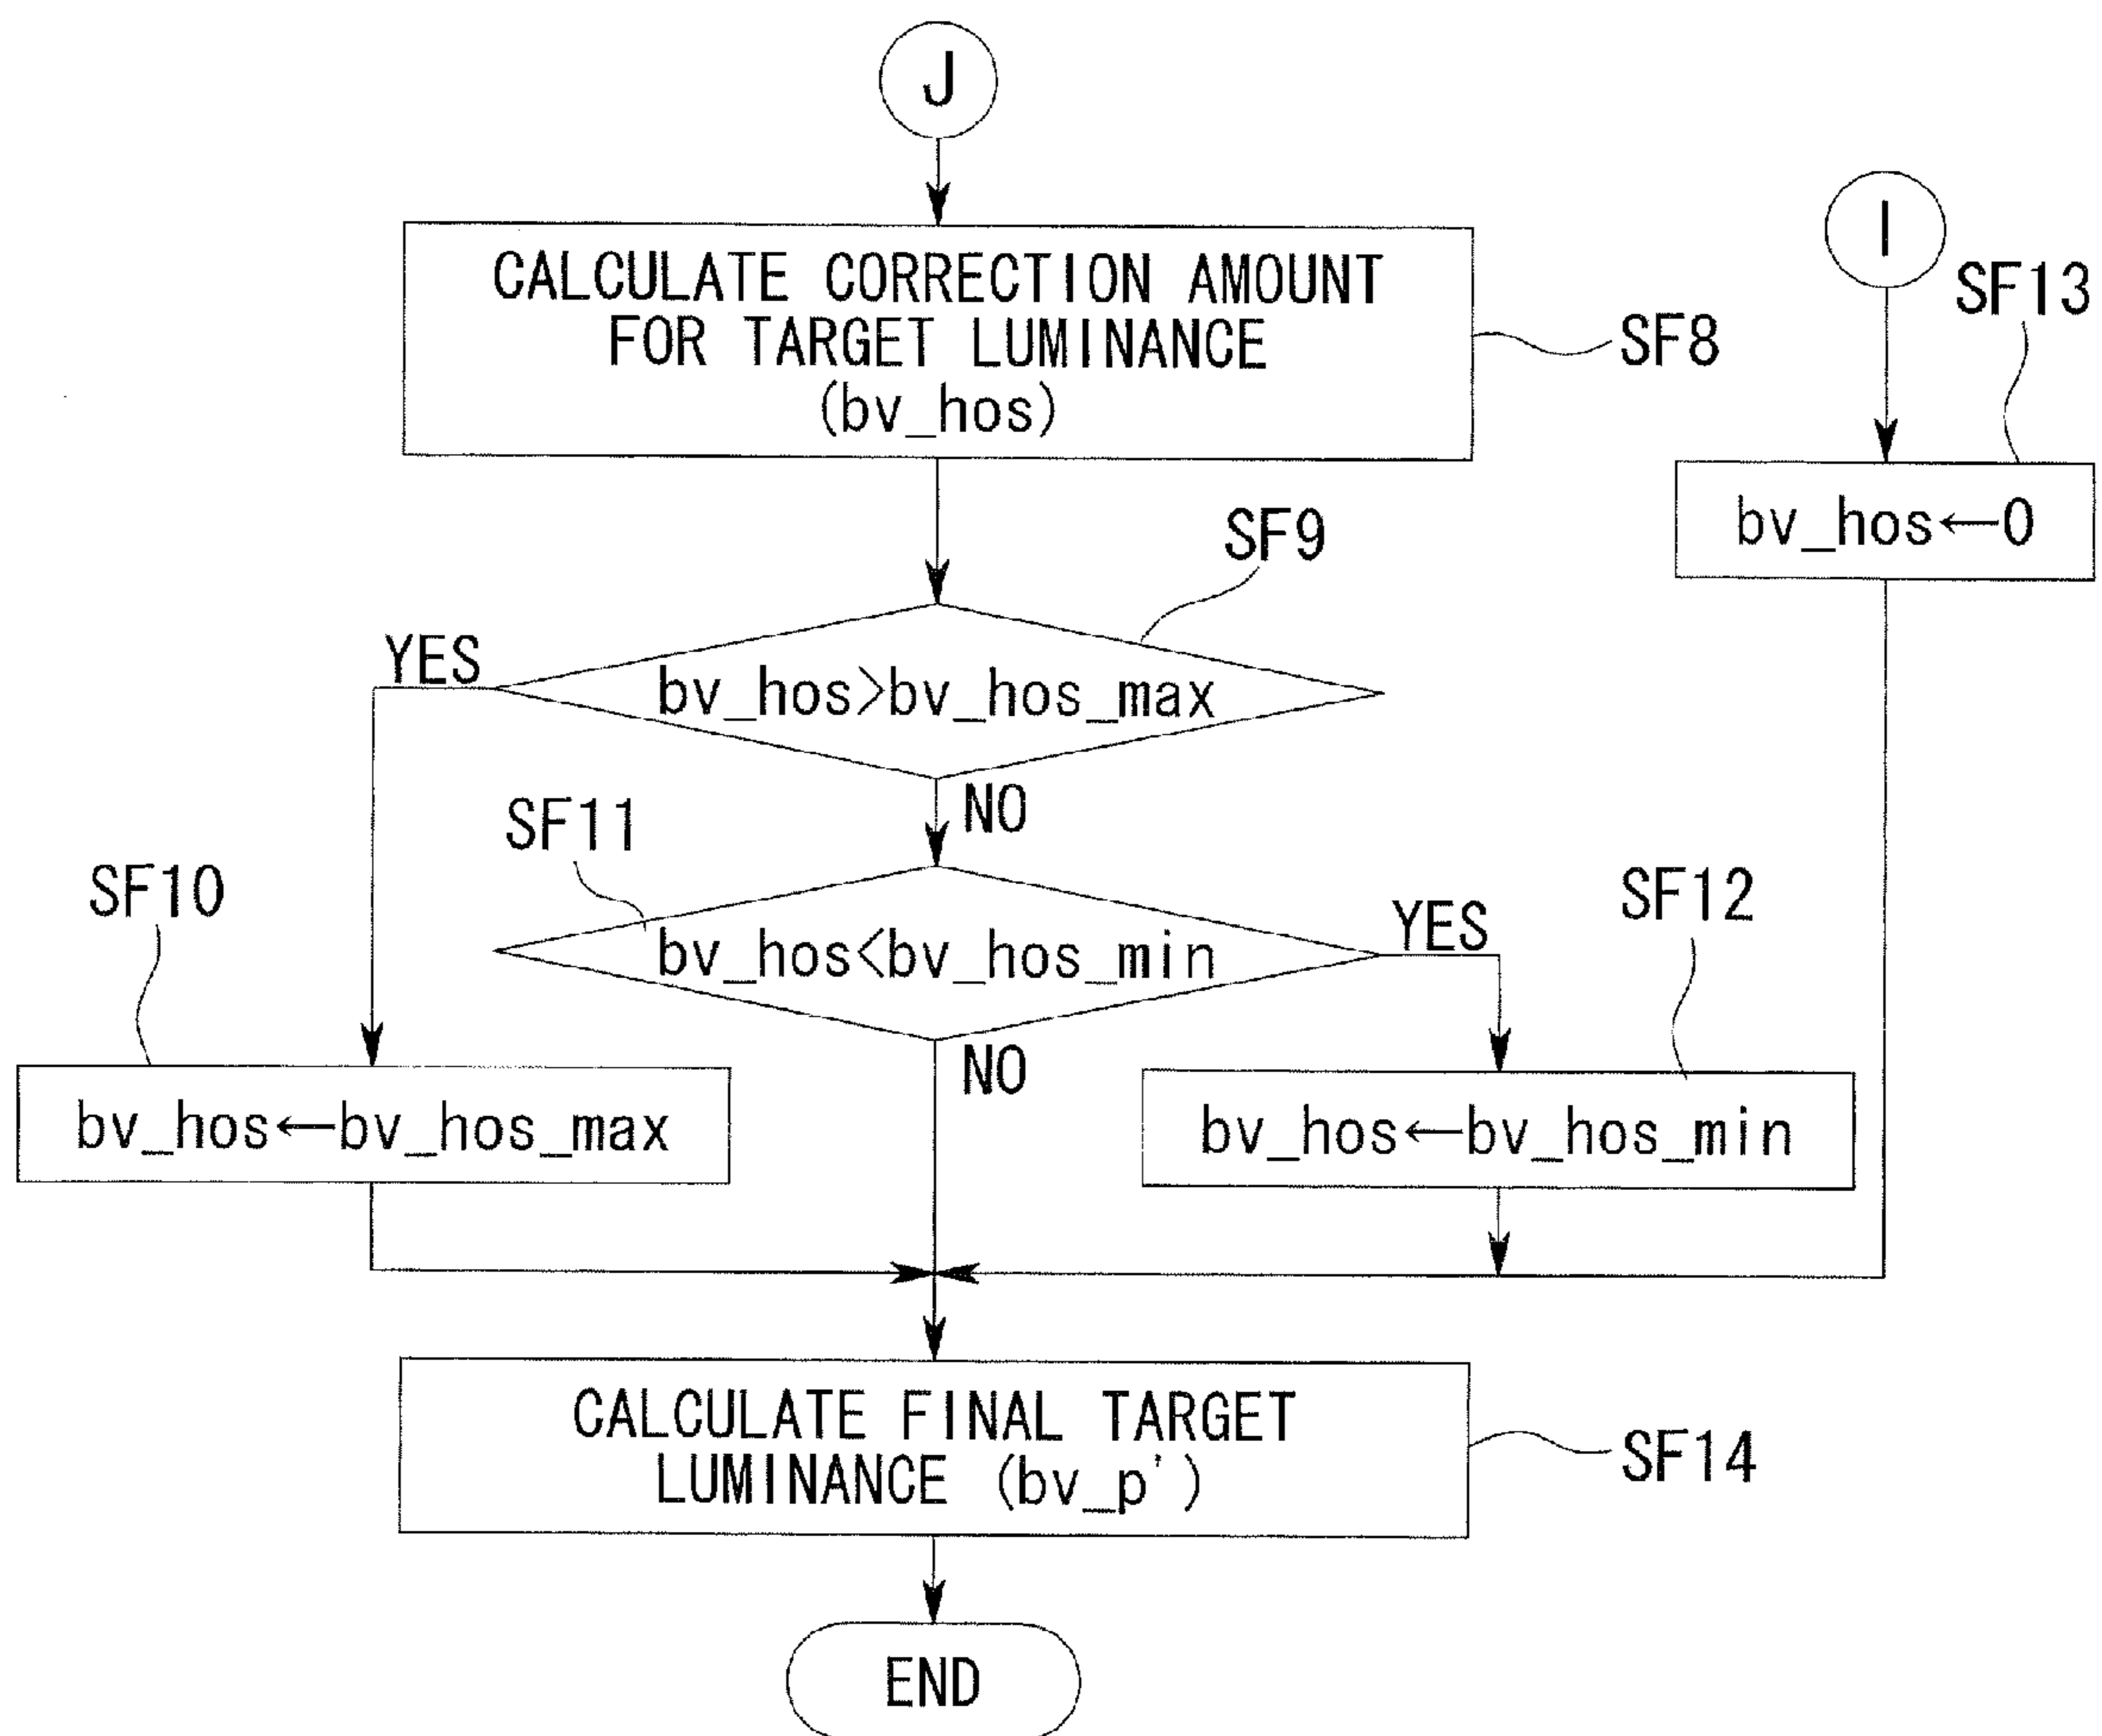 J
I
SF13
CALCULATE CORRECTION AMOUNT
FOR TARGET LUMINANCE
(bv_hos)
SF8
bv_hos←0
SF9
YES
bv_hos>bv_hos_max
NO
SF11
SF10
bv_hos<bv_hos_min
YES
SF12
NO
bv_hos←bv_hos_max
bv_hos←bv_hos_min
CALCULATE FINAL TARGET
LUMINANCE (bv_p')
SF14
END